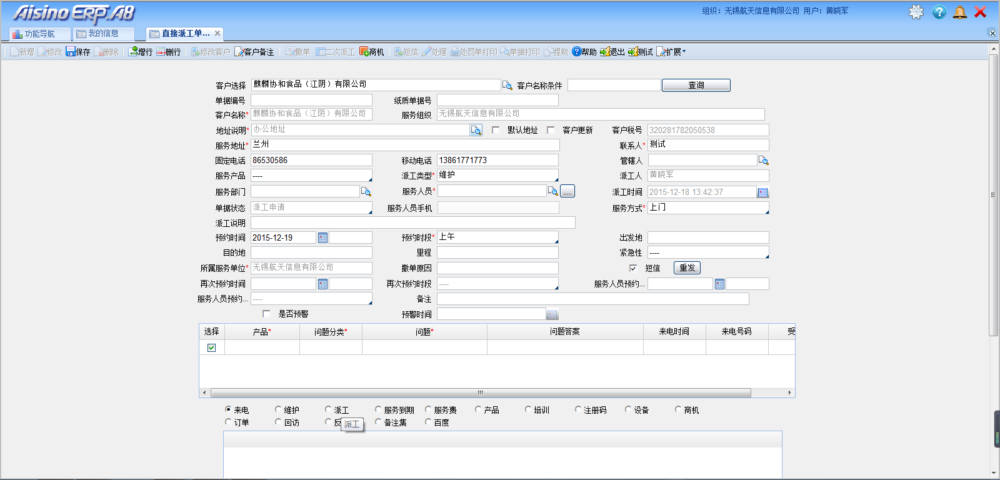 Aisino ERP.A8
组织：无锡航天信息有限公司 用户：黄晓军
功能导航 我的信息 直接派工单...
新增 修改 保存 删除 增行 删行 修改客户 客户备注 撤单 二次派工 商机 短信 处理 处罚单打印 单据打印 提取 帮助 退出 测试 扩展
客户选择 麒麟协和食品（江阴）有限公司 客户名称条件 查询
单据编号 纸质单据号
客户名称* 麒麟协和食品（江阴）有限公司 服务组织 无锡航天信息有限公司
地址说明* 办公地址 默认地址 客户更新 客户税号 320281782050538
服务地址* 兰州 联系人* 测试
固定电话 86530586 移动电话 13861771773 管辖人
服务产品 ---- 派工类型* 维护 派工人 黄晓军
服务部门 服务人员* ... 派工时间 2015-12-18 13:42:37
单据状态 派工申请 服务人员手机 服务方式* 上门
派工说明
预约时间 2015-12-19 预约时段* 上午 出发地
目的地 里程 紧急性 ----
所属服务单位* 无锡航天信息有限公司 撤单原因 短信 重发
再次预约时间 再次预约时段 ---- 服务人员预约...
服务人员预约... ---- 备注
是否预警 预警时间
选择 产品* 问题分类* 问题* 问题答案 来电时间 来电号码 受
来电 维护 派工 服务到期 服务费 产品 培训 注册码 设备 商机
订单 回访 反 备注集 百度
派工